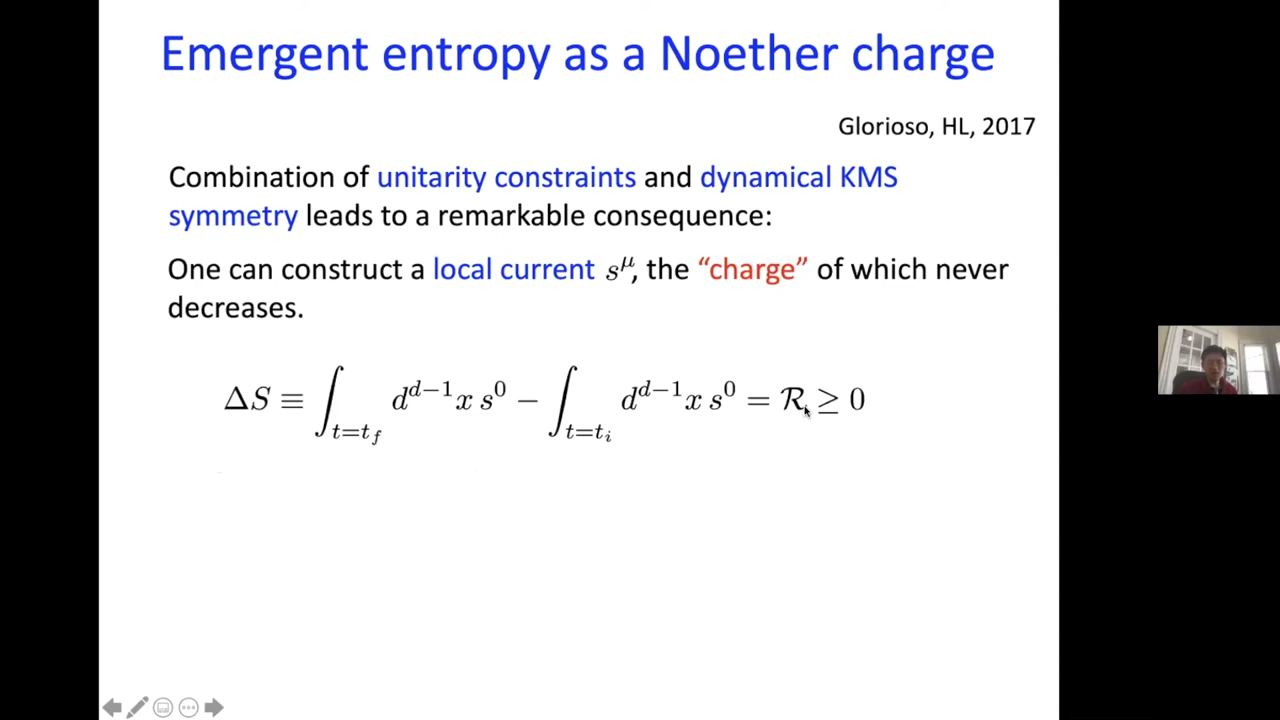 Emergent entropy as a Noether charge
Glorioso, HL, 2017
Combination of unitarity constraints and dynamical KMS
symmetry leads to a remarkable consequence:
One can construct a local current s^μ, the “charge” of which never
decreases.
ΔS ≡ ∫_{t=t_f} d^{d−1}x s^0 − ∫_{t=t_i} d^{d−1}x s^0 = ℛ ≥ 0